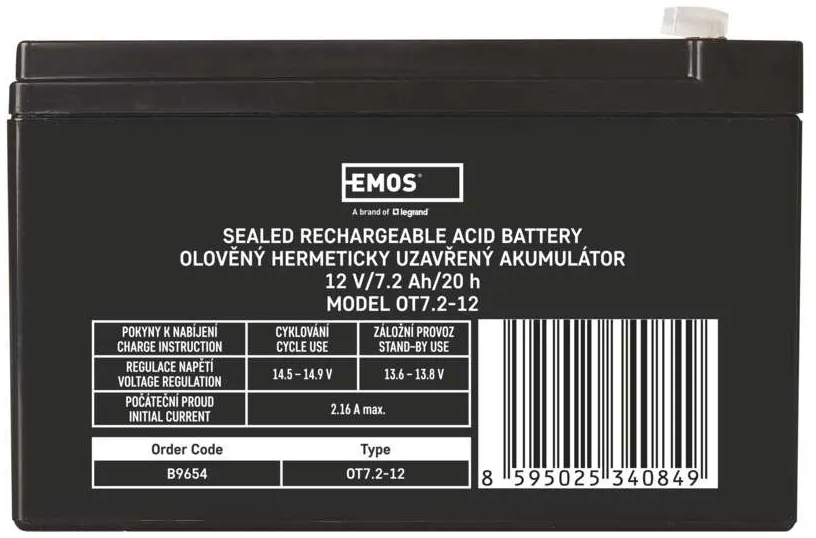 EMOS®
A brand of legrand
SEALED RECHARGEABLE ACID BATTERY
OLOVĚNÝ HERMETICKY UZAVŘENÝ AKUMULÁTOR
12 V/7.2 Ah/20 h
MODEL OT7.2-12
POKYNY K NABÍJENÍ
CHARGE INSTRUCTION
CYKLOVÁNÍ
CYCLE USE
ZÁLOŽNÍ PROVOZ
STAND-BY USE
REGULACE NAPĚTÍ
VOLTAGE REGULATION
14.5 – 14.9 V
13.6 – 13.8 V
POČÁTEČNÍ PROUD
INITIAL CURRENT
2.16 A max.
Order Code
Type
B9654
OT7.2-12
8 595025 340849